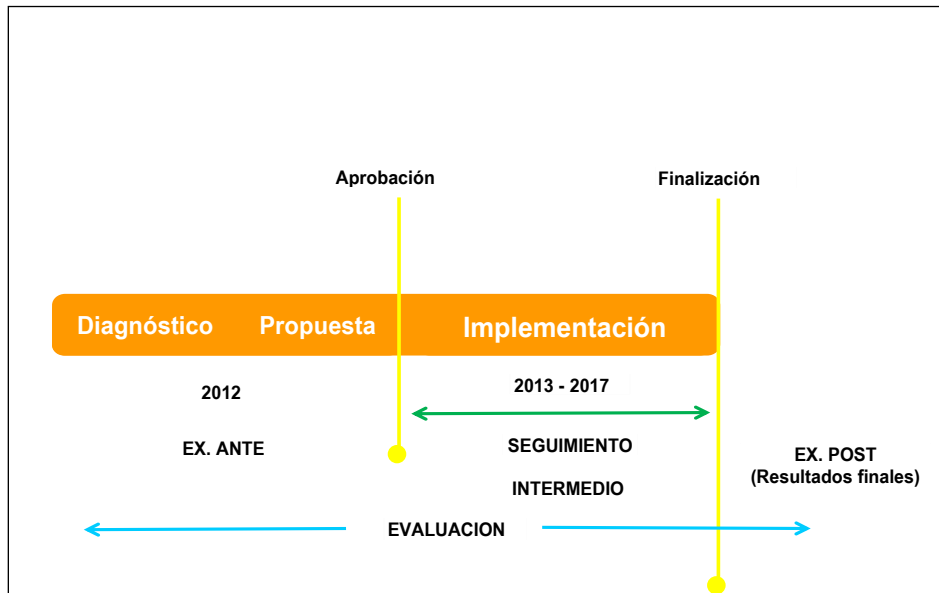 Aprobación
Finalización
Diagnóstico
Propuesta
Implementación
2012
2013 - 2017
EX. ANTE
SEGUIMIENTO
INTERMEDIO
EX. POST
(Resultados finales)
EVALUACION